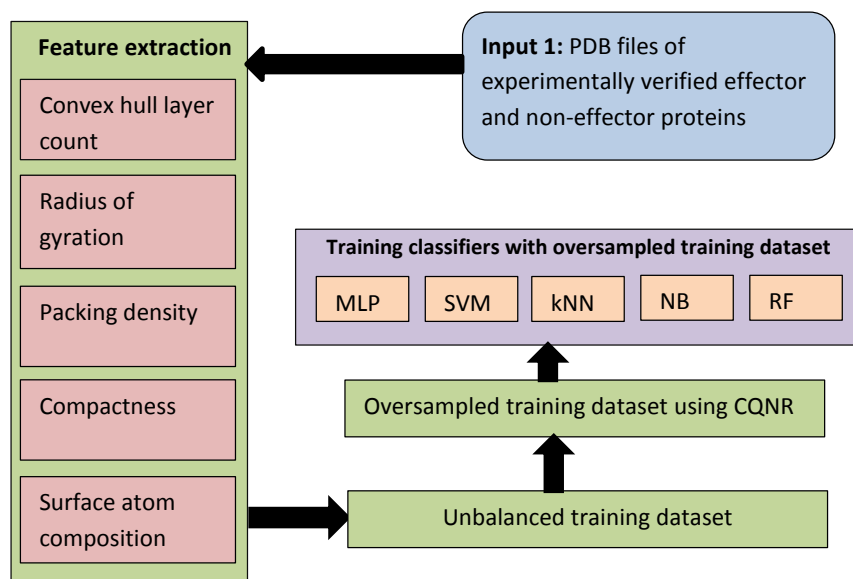 Feature extraction
Convex hull layer
count
Radius of
gyration
Packing density
Compactness
Surface atom
composition
Input 1: PDB files of
experimentally verified effector
and non-effector proteins
Training classifiers with oversampled training dataset
MLP
SVM
kNN
NB
RF
Oversampled training dataset using CQNR
Unbalanced training dataset